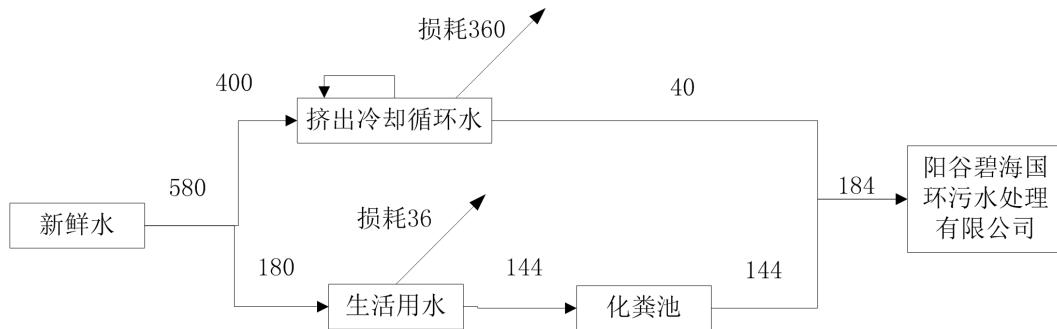 损耗360
400
40
挤出冷却循环水
阳谷碧海国
环污水处理
有限公司
580
184
新鲜水
损耗36
180
144
144
生活用水
化粪池